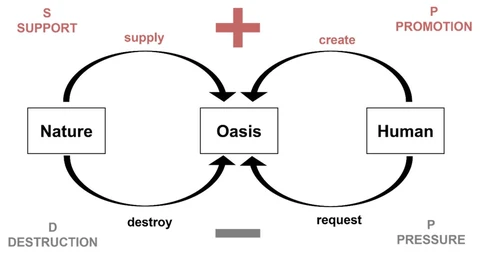 S
SUPPORT
P
PROMOTION
supply
create
Nature
Oasis
Human
destroy
request
D
DESTRUCTION
P
PRESSURE